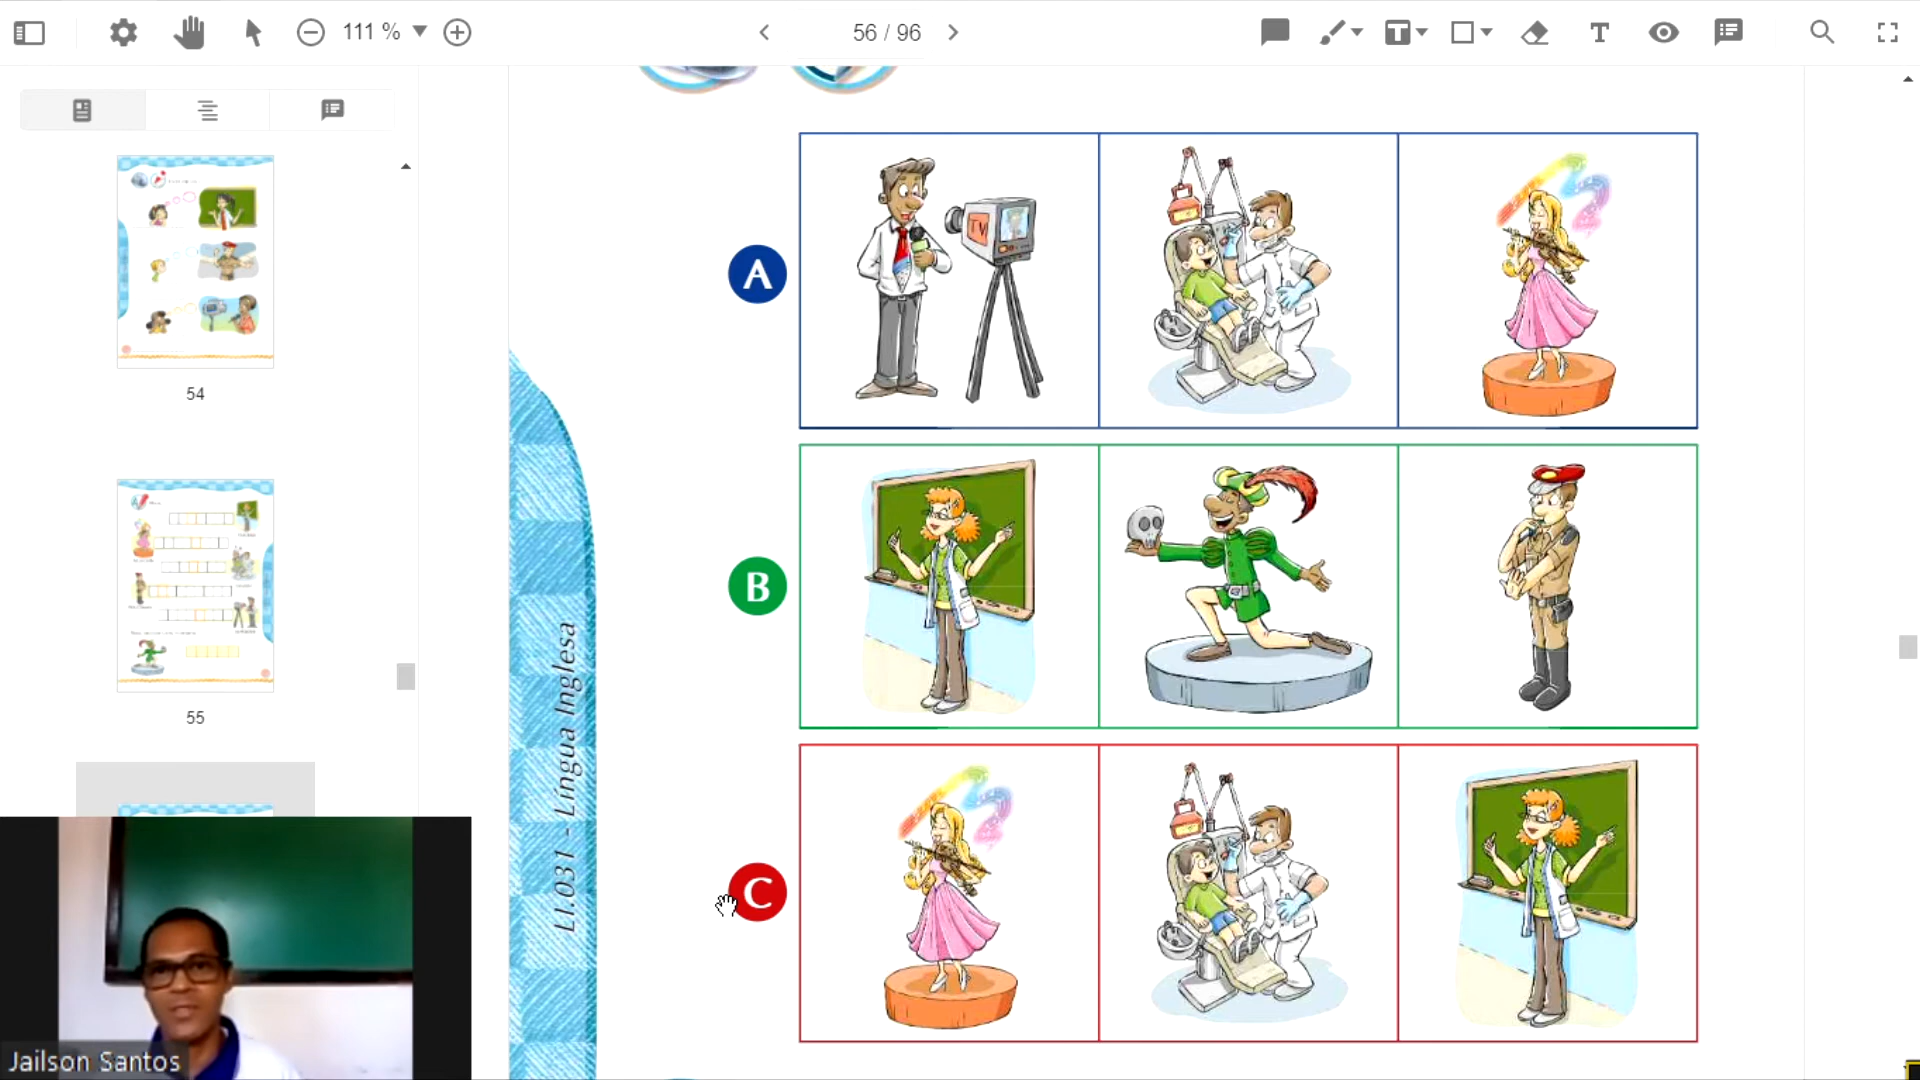 111 %
56 / 96
54
55
A
TV
B
C
LI.031 - Língua Inglesa
Jailson Santos